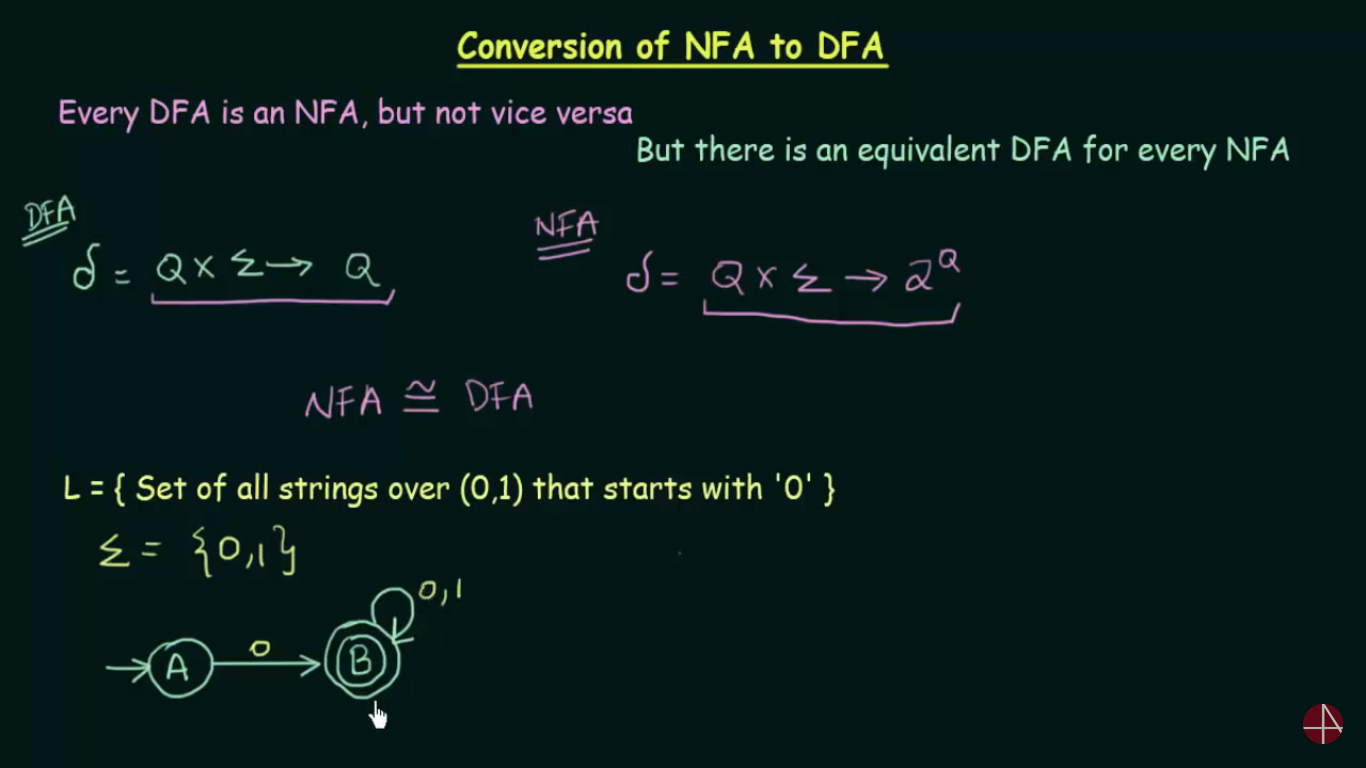 Conversion of NFA to DFA
Every DFA is an NFA, but not vice versa
But there is an equivalent DFA for every NFA
DFA
δ = Q x Σ → Q
NFA
δ = Q x Σ → 2^Q
NFA ≅ DFA
L = { Set of all strings over (0,1) that starts with '0' }
Σ = {0,1}
0,1
A
0
B